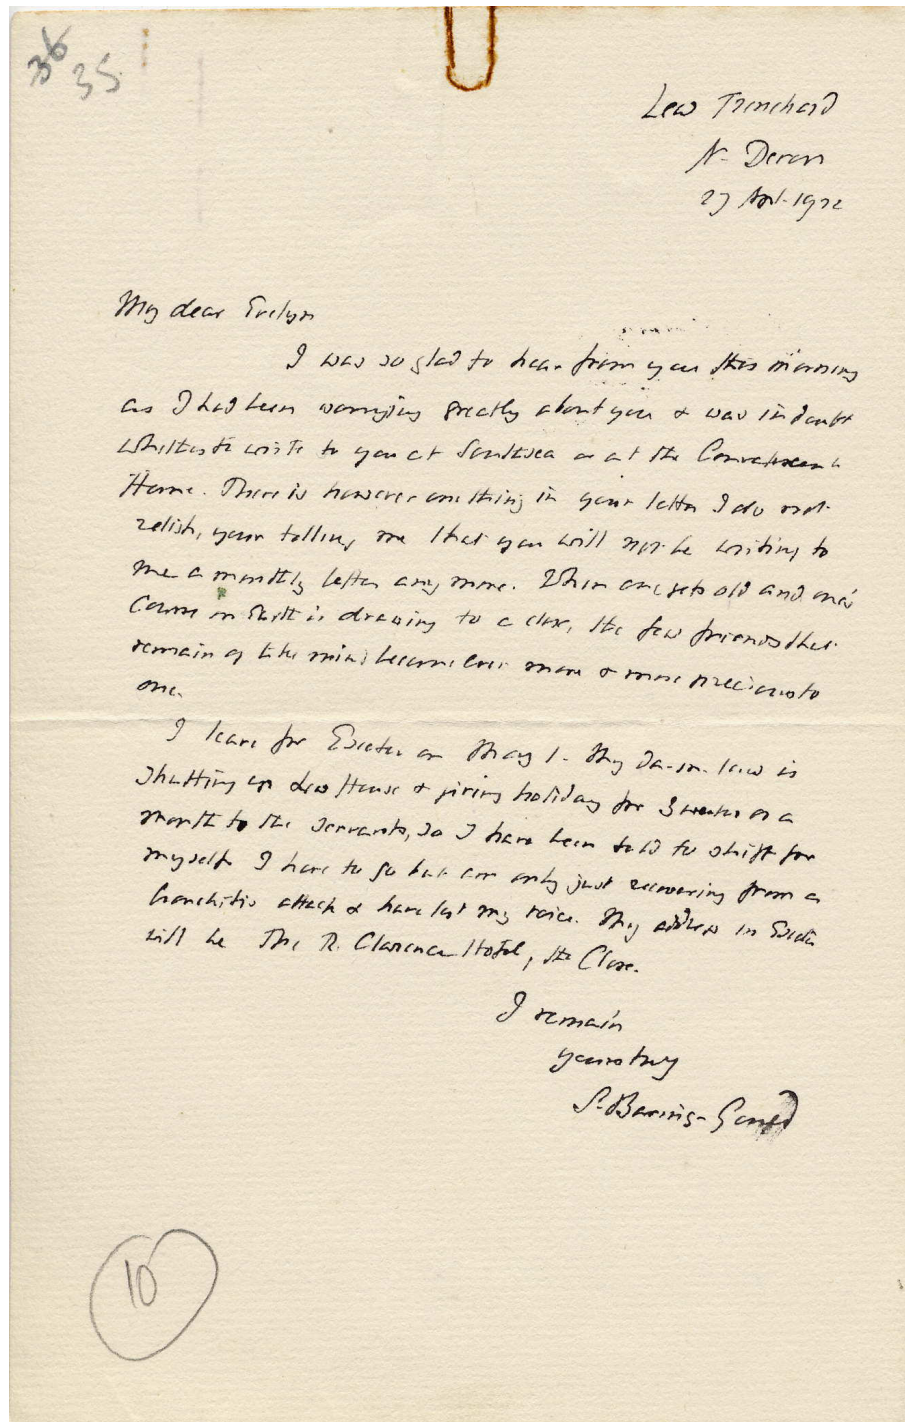 36 35
Lew Trenchard
N. Devon
27 Apl. 1922
My dear Evelyn
I was so glad to hear from you this morning
as I had been worrying greatly about you & was in doubt
whether to write to you at Southsea or at the
Home. There is however one thing in your letter I do not
relish, your telling me that you will not be writing to
me a monthly letter any more. When one gets old and one's
course on Earth is drawing to a close, the few friends that
remain of like mind become ever more & more precious to
one.
I leave for Exeter on May 1. My Da-in-law is
shutting up Lew House & giving holiday for 3 weeks or a
month to the servants, so I have been told to shift for
myself. I have to go but am only just recovering from a
bronchitis attack & have lost my voice. My address in Exeter
will be The R. Clarence Hotel, the Close.
I remain
yours truly
S. Baring-Gould
10